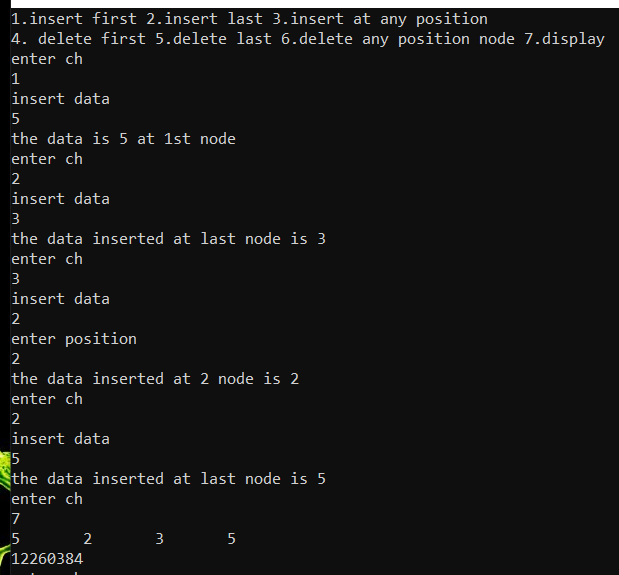 1.insert first 2.insert last 3.insert at any position
4. delete first 5.delete last 6.delete any position node 7.display
enter ch
1
insert data
5
the data is 5 at 1st node
enter ch
2
insert data
3
the data inserted at last node is 3
enter ch
3
insert data
2
enter position
2
the data inserted at 2 node is 2
enter ch
2
insert data
5
the data inserted at last node is 5
enter ch
7
5 2 3 5
12260384